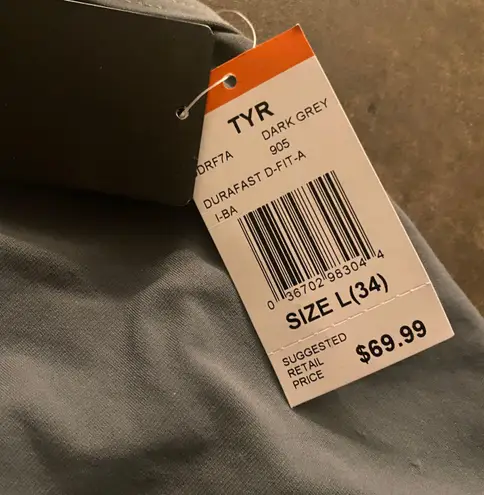 TYR
DRF7A DARK GREY
905
DURAFAST D-FIT-A
I-BA
0 36702 98304 4
SIZE L(34)
SUGGESTED
RETAIL
PRICE
$69.99